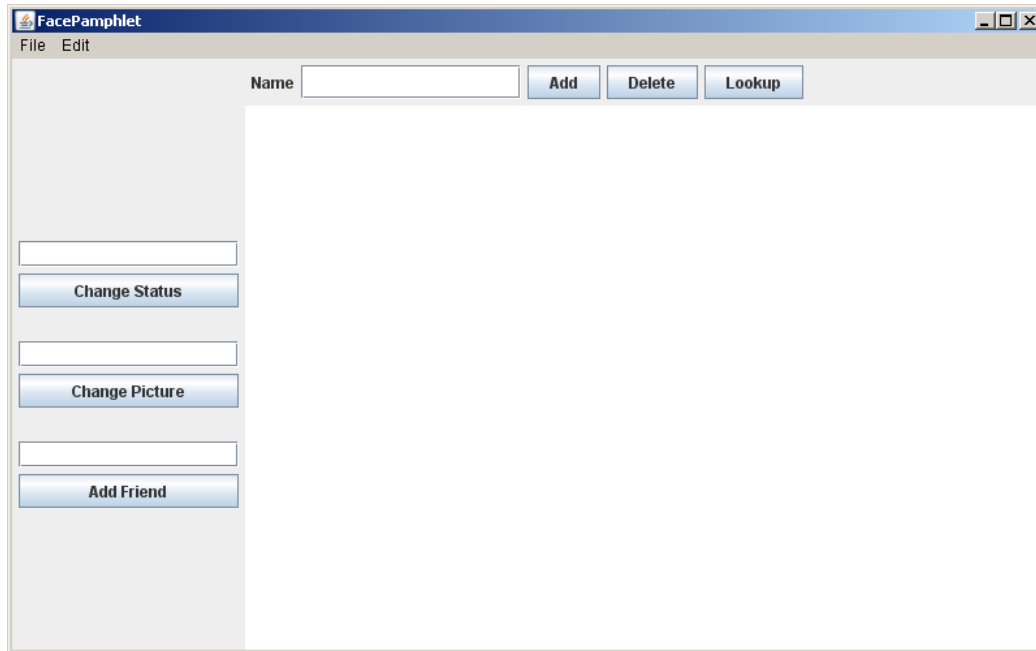 FacePamphlet
File Edit
Name Add Delete Lookup
Change Status
Change Picture
Add Friend